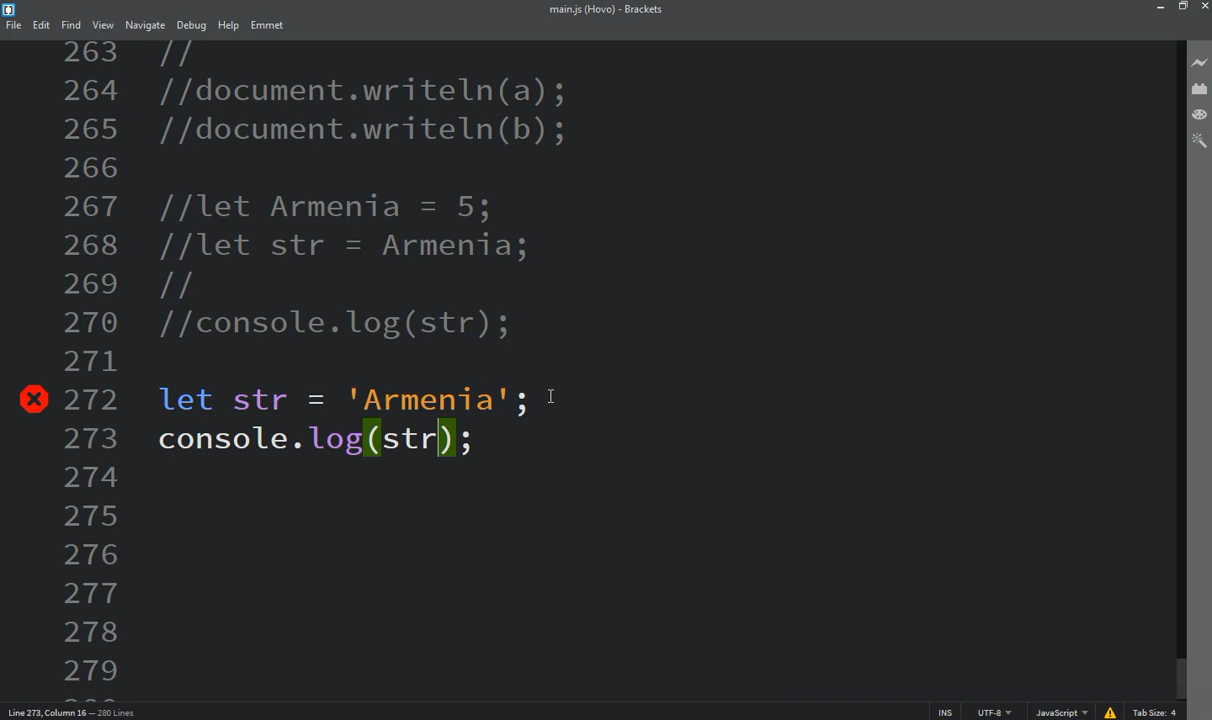 main.js (Hovo) - Brackets
File Edit Find View Navigate Debug Help Emmet
263 //
264 //document.writeln(a);
265 //document.writeln(b);
266
267 //let Armenia = 5;
268 //let str = Armenia;
269 //
270 //console.log(str);
271
272 let str = 'Armenia';
273 console.log(str);
274
275
276
277
278
279
Line 273, Column 16 — 280 Lines INS UTF-8 JavaScript Tab Size: 4